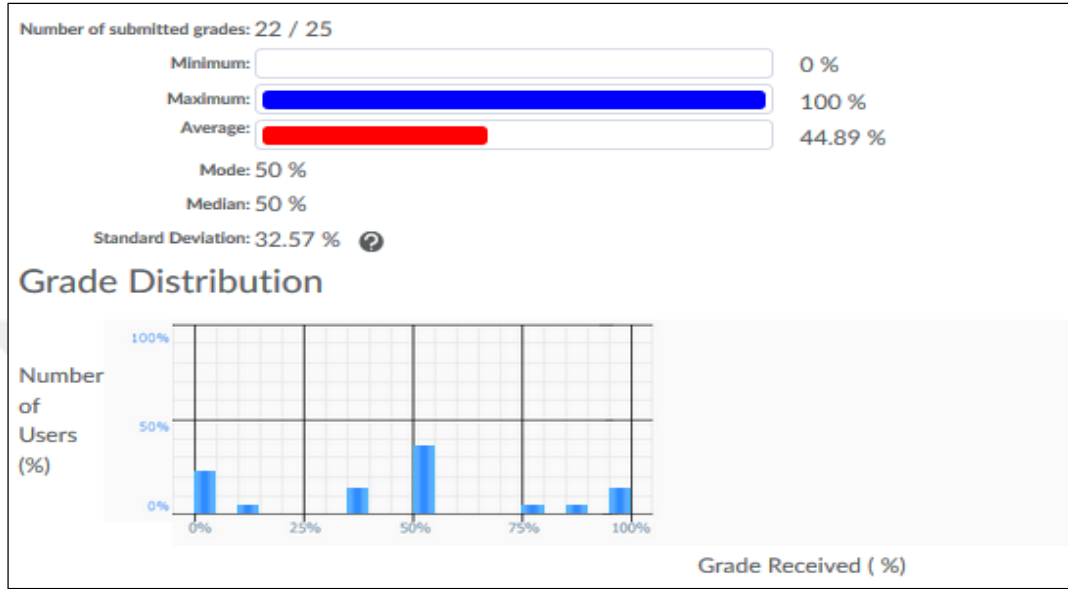 Number of submitted grades: 22 / 25
Minimum: 0 %
Maximum: 100 %
Average: 44.89 %
Mode: 50 %
Median: 50 %
Standard Deviation: 32.57 % ?
Grade Distribution
Number
of
Users
(%)
100%
50%
0%
0% 25% 50% 75% 100%
Grade Received ( %)